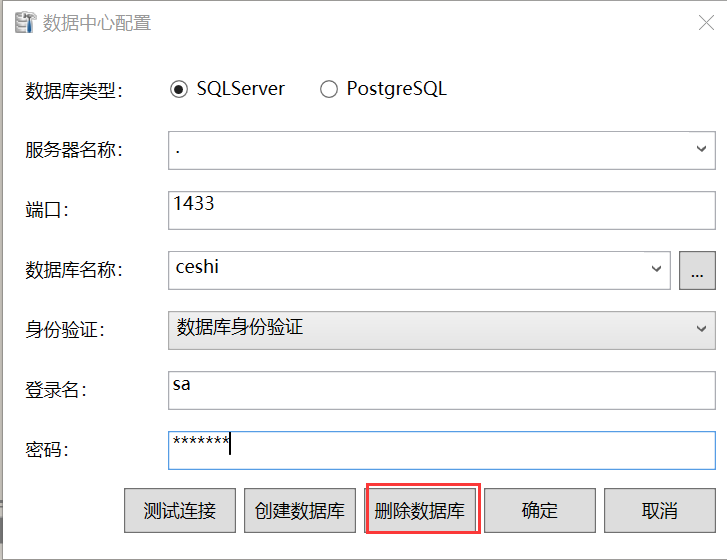 数据中心配置
数据库类型: SQLServer PostgreSQL
服务器名称: .
端口: 1433
数据库名称: ceshi ...
身份验证: 数据库身份验证
登录名: sa
密码: *******
测试连接 创建数据库 删除数据库 确定 取消